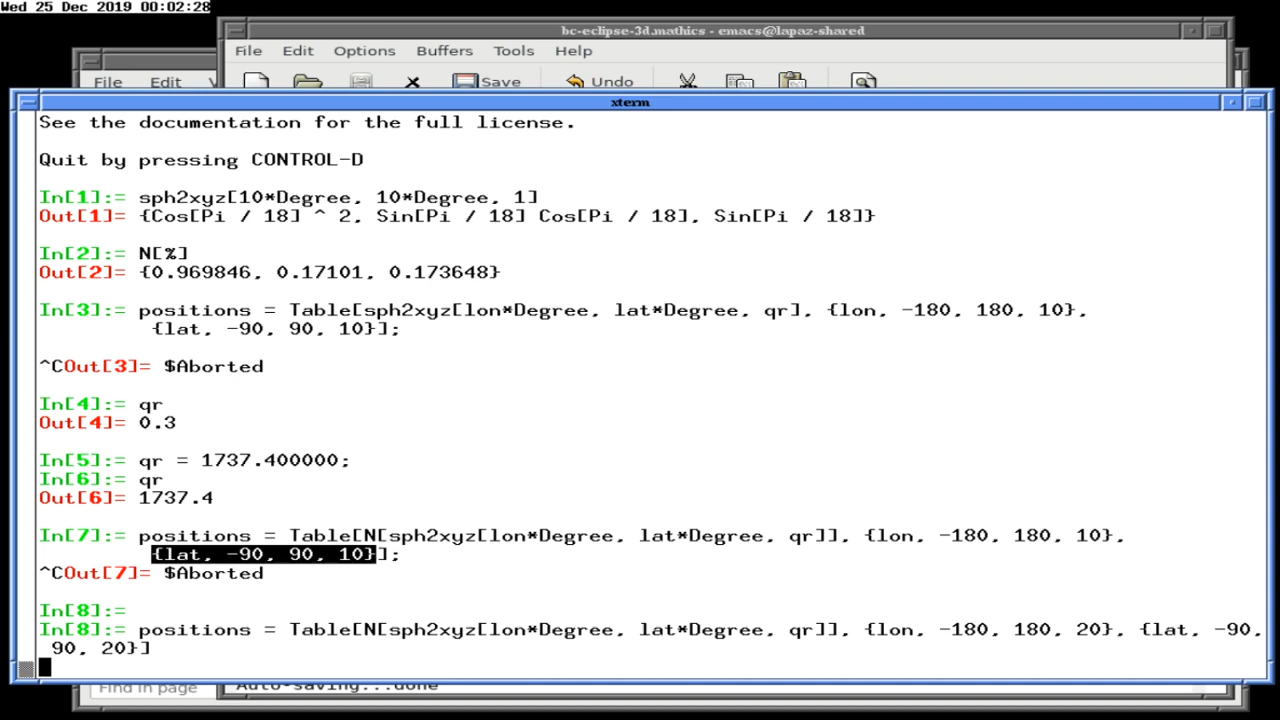 Wed 25 Dec 2019 00:02:28
bc-eclipse-3d.mathics - emacs@lapaz-shared
File Edit Options Buffers Tools Help
File Edit V
Save Undo
xterm
See the documentation for the full license.
Quit by pressing CONTROL-D
In[1]:= sph2xyz[10*Degree, 10*Degree, 1]
Out[1]= {Cos[Pi / 18] ^ 2, Sin[Pi / 18] Cos[Pi / 18], Sin[Pi / 18]}
In[2]:= N[%]
Out[2]= {0.969846, 0.17101, 0.173648}
In[3]:= positions = Table[sph2xyz[lon*Degree, lat*Degree, qr], {lon, -180, 180, 10},
{lat, -90, 90, 10}];
^COut[3]= $Aborted
In[4]:= qr
Out[4]= 0.3
In[5]:= qr = 1737.400000;
In[6]:= qr
Out[6]= 1737.4
In[7]:= positions = Table[N[sph2xyz[lon*Degree, lat*Degree, qr]], {lon, -180, 180, 10},
{lat, -90, 90, 10}];
^COut[7]= $Aborted
In[8]:=
In[8]:= positions = Table[N[sph2xyz[lon*Degree, lat*Degree, qr]], {lon, -180, 180, 20}, {lat, -90,
90, 20}]
Find in page
Auto-saving...done